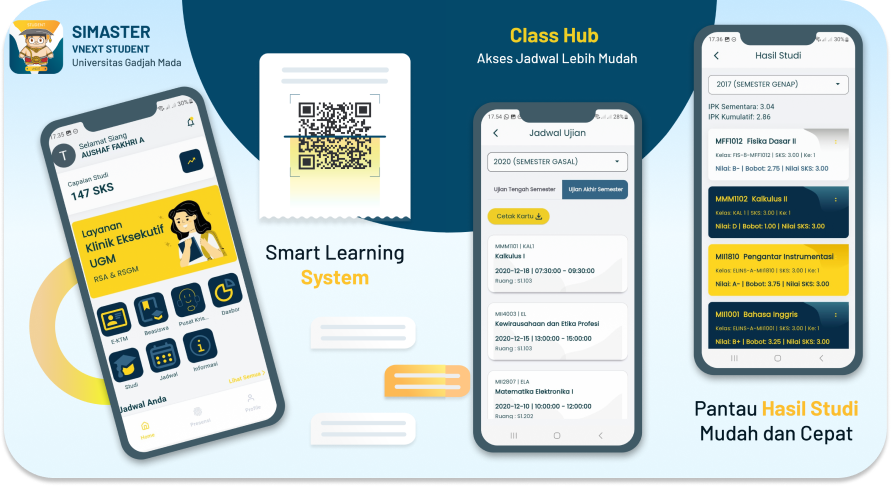 SIMASTER
VNEXT STUDENT
Universitas Gadjah Mada
17.35
30%
Selamat Siang
T
AUSHAF FAKHRI A
Capaian Studi
147 SKS
Layanan
Klinik Eksekutif
UGM
RSA & RSGM
E-KTM
Beasiswa
Pusat Kris...
Dasbor
Studi
Jadwal
Informasi
Jadwal Anda
Lihat Semua
Home
Presensi
Profile
Smart Learning
System
Class Hub
Akses Jadwal Lebih Mudah
17.54
28%
Jadwal Ujian
2020 (SEMESTER GASAL)
Ujian Tengah Semester
Ujian Akhir Semester
Cetak Kartu
MMM1101 | KAL1
Kalkulus I
2020-12-18 | 07:30:00 - 09:30:00
Ruang : S1.103
MII4003 | EL
Kewirausahaan dan Etika Profesi
2020-12-15 | 13:00:00 - 15:00:00
Ruang : S1.103
MII2807 | ELA
Matematika Elektronika I
2020-12-10 | 10:00:00 - 12:00:00
Ruang : S1.202
17.36
30%
Hasil Studi
2017 (SEMESTER GENAP)
IPK Sementara: 3.04
IPK Kumulatif: 2.86
MFF1012 Fisika Dasar II
Kelas: FIS-B-MFF1012 | SKS: 3.00 | Ke: 1
Nilai: B- | Bobot: 2.75 | Nilai SKS: 3.00
MMM1102 Kalkulus II
Kelas: KAL 1 | SKS: 3.00 | Ke: 1
Nilai: D | Bobot: 1.00 | Nilai SKS: 3.00
MII1810 Pengantar Instrumentasi
Kelas: ELINS-A-MII1810 | SKS: 3.00 | Ke: 1
Nilai: A- | Bobot: 3.75 | Nilai SKS: 3.00
MII1001 Bahasa Inggris
Kelas: ELINS-A-MII1001 | SKS: 3.00 | Ke: 1
Nilai: B+ | Bobot: 3.25 | Nilai SKS: 3.00
Pantau Hasil Studi
Mudah dan Cepat